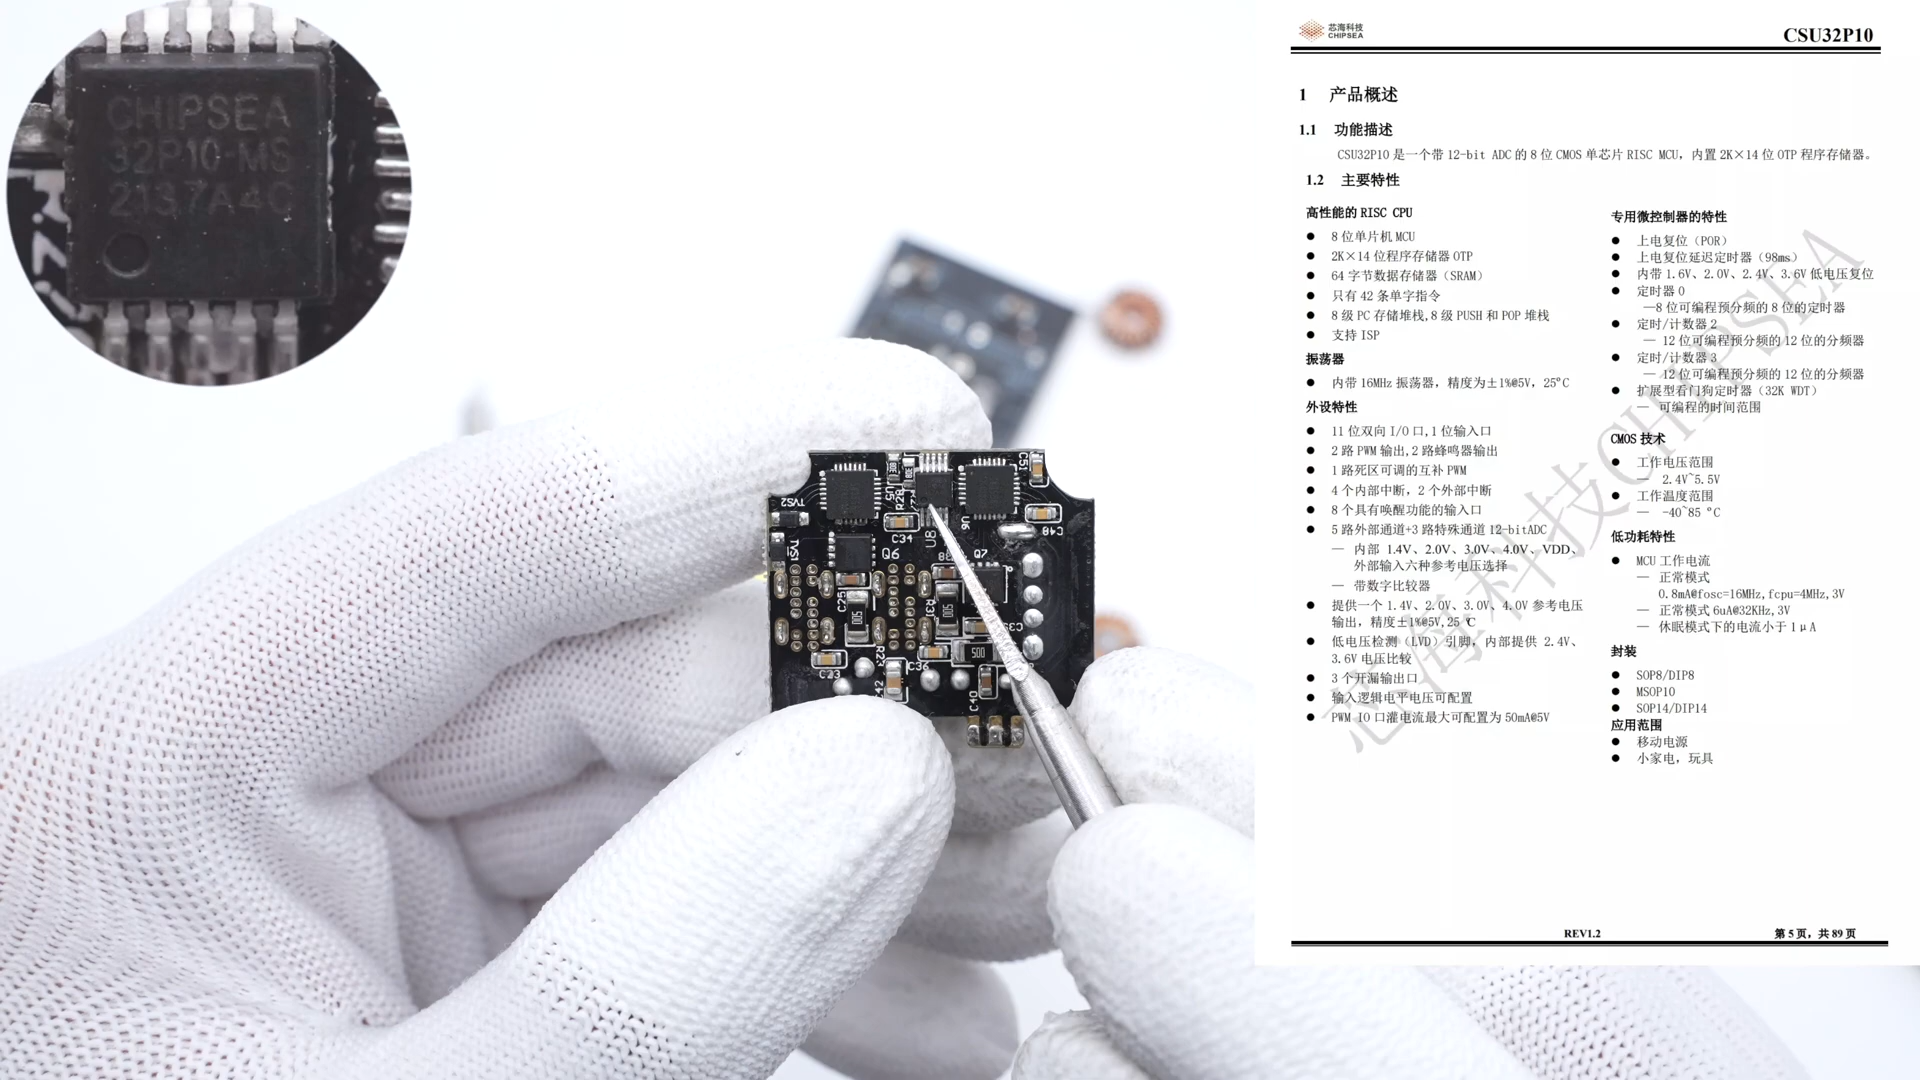 CHIPSEA
32P10-MS
2137A4C
芯海科技
CHIPSEA
CSU32P10
1 产品概述
1.1 功能描述
CSU32P10 是一个带 12-bit ADC 的 8 位 CMOS 单芯片 RISC MCU，内置 2K×14 位 OTP 程序存储器。
1.2 主要特性
高性能的 RISC CPU
● 8 位单片机 MCU
● 2K×14 位程序存储器 OTP
● 64 字节数据存储器（SRAM）
● 只有 42 条单字指令
● 8 级 PC 存储堆栈,8 级 PUSH 和 POP 堆栈
● 支持 ISP
振荡器
● 内带 16MHz 振荡器，精度为±1%@5V，25℃
外设特性
● 11 位双向 I/O 口,1 位输入口
● 2 路 PWM 输出,2 路蜂鸣器输出
● 1 路死区可调的互补 PWM
● 4 个内部中断，2 个外部中断
● 8 个具有唤醒功能的输入口
● 5 路外部通道+3 路特殊通道 12-bitADC
— 内部 1.4V、2.0V、3.0V、4.0V、VDD、
外部输入六种参考电压选择
— 带数字比较器
● 提供一个 1.4V、2.0V、3.0V、4.0V 参考电压
输出，精度±1%@5V,25 ℃
● 低电压检测（LVD）引脚，内部提供 2.4V、
3.6V 电压比较
● 3 个开漏输出口
● 输入逻辑电平电压可配置
● PWM IO 口灌电流最大可配置为 50mA@5V
专用微控制器的特性
● 上电复位（POR）
● 上电复位延迟定时器（98ms）
● 内带 1.6V、2.0V、2.4V、3.6V 低电压复位
● 定时器 0
—8 位可编程预分频的 8 位的定时器
● 定时/计数器 2
— 12 位可编程预分频的 12 位的分频器
● 定时/计数器 3
— 12 位可编程预分频的 12 位的分频器
● 扩展型看门狗定时器（32K WDT）
— 可编程的时间范围
CMOS 技术
● 工作电压范围
— 2.4V~5.5V
● 工作温度范围
— -40~85 ℃
低功耗特性
● MCU 工作电流
— 正常模式
0.8mA@fosc=16MHz,fcpu=4MHz,3V
— 正常模式 6uA@32KHz,3V
— 休眠模式下的电流小于 1μA
封装
● SOP8/DIP8
● MSOP10
● SOP14/DIP14
应用范围
● 移动电源
● 小家电，玩具
芯海科技CHIPSEA
REV1.2
第 5 页，共 89 页
TVS2
U5
R28
C34
U8
U6
C51
C48
TVS1
Q6
Q7
C25
R31
005
005
500
C23
R23
C36
C40